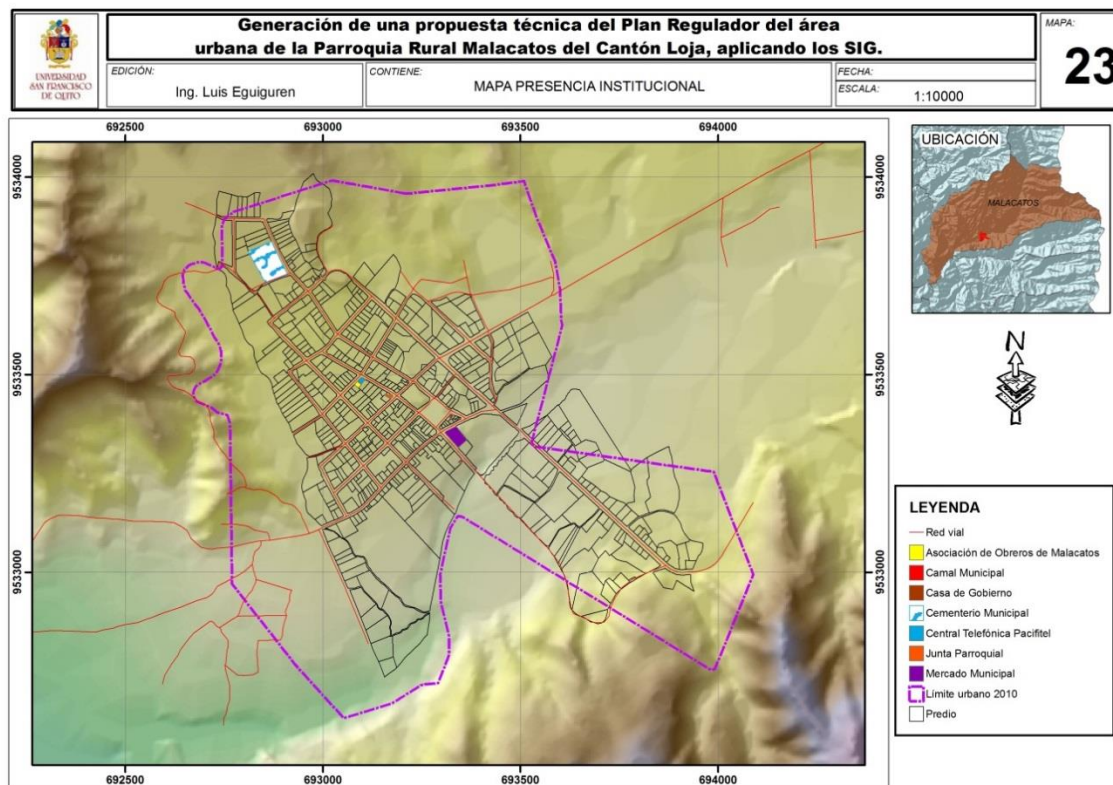 Generación de una propuesta técnica del Plan Regulador del área
urbana de la Parroquia Rural Malacatos del Cantón Loja, aplicando los SIG.
MAPA:
23
UNIVERSIDAD
SAN FRANCISCO
DE QUITO
EDICIÓN:
Ing. Luis Eguiguren
CONTIENE:
MAPA PRESENCIA INSTITUCIONAL
FECHA:
ESCALA:
1:10000
692500
693000
693500
694000
9534000
9533500
9533000
9534000
9533500
9533000
692500
693000
693500
694000
UBICACIÓN
MALACATOS
N
LEYENDA
Red vial
Asociación de Obreros de Malacatos
Camal Municipal
Casa de Gobierno
Cementerio Municipal
Central Telefónica Pacifitel
Junta Parroquial
Mercado Municipal
Límite urbano 2010
Predio